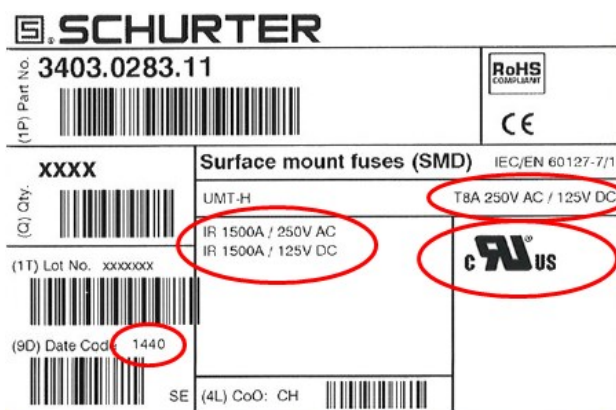 SCHURTER
(1P) Part No. 3403.0283.11
RoHS
COMPLIANT
CE
(Q) Qty. XXXX
Surface mount fuses (SMD) IEC/EN 60127-7/1
UMT-H T8A 250V AC / 125V DC
IR 1500A / 250V AC
IR 1500A / 125V DC
c RU ® US
(1T) Lot No. xxxxxxx
(9D) Date Code 1440
SE (4L) CoO: CH